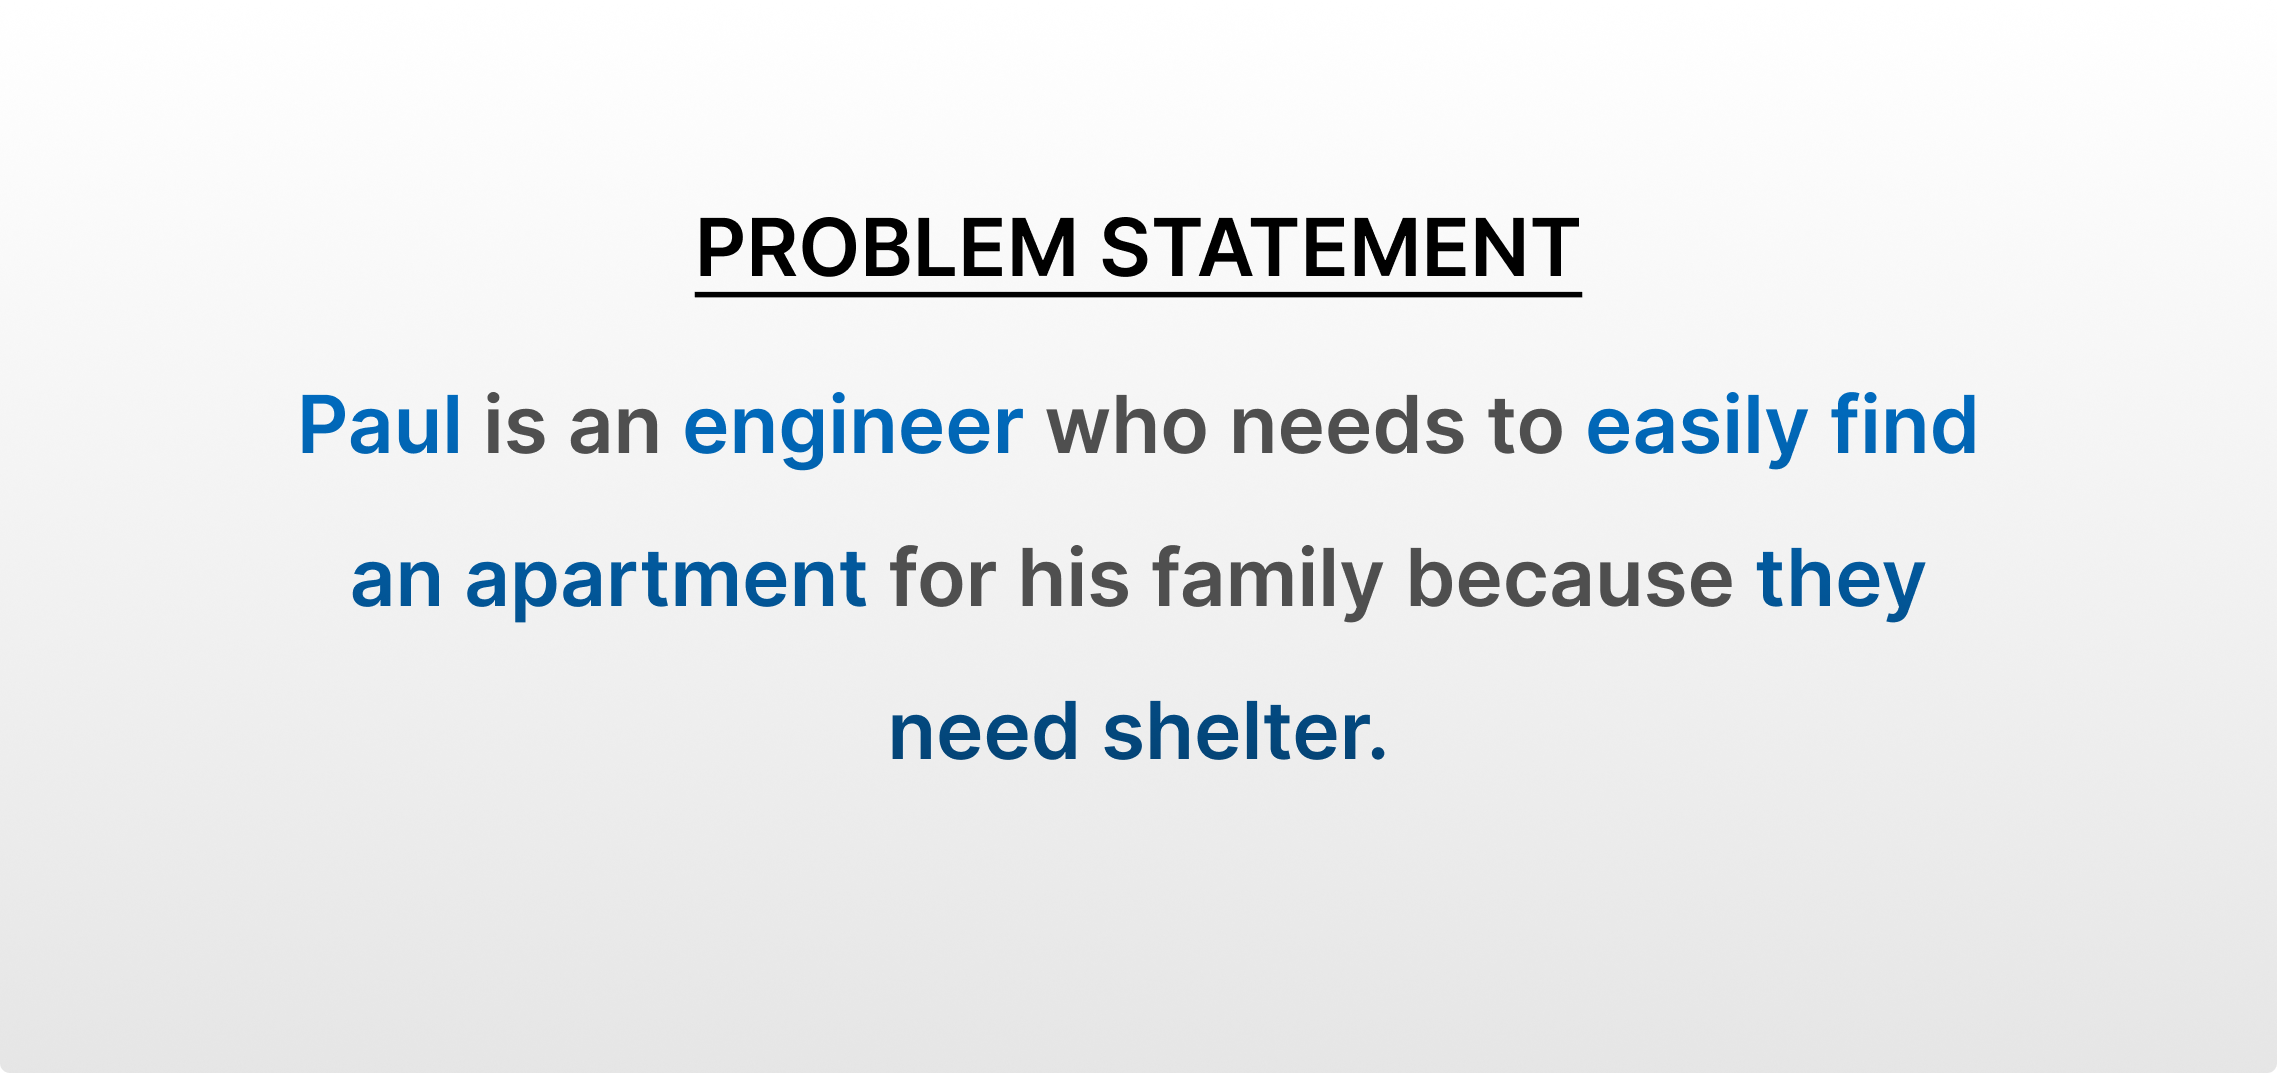 PROBLEM STATEMENT
Paul is an engineer who needs to easily find
an apartment for his family because they
need shelter.